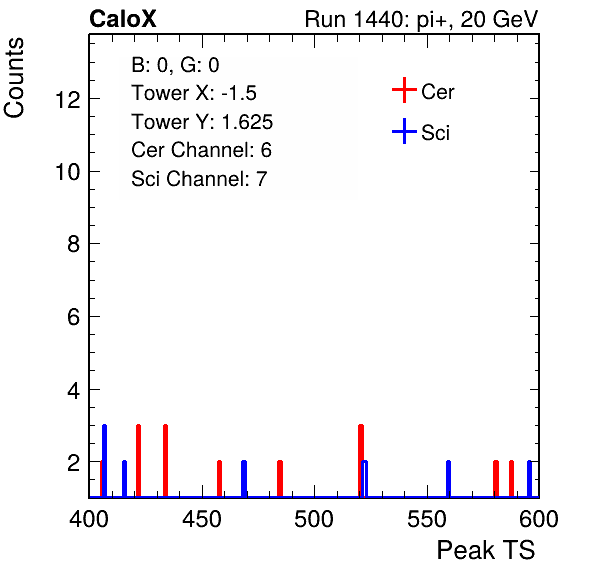 CaloX Run 1440: pi+, 20 GeV
Counts
B: 0, G: 0
Tower X: -1.5
Tower Y: 1.625
Cer Channel: 6
Sci Channel: 7
Cer
Sci
12
10
8
6
4
2
400 450 500 550 600
Peak TS